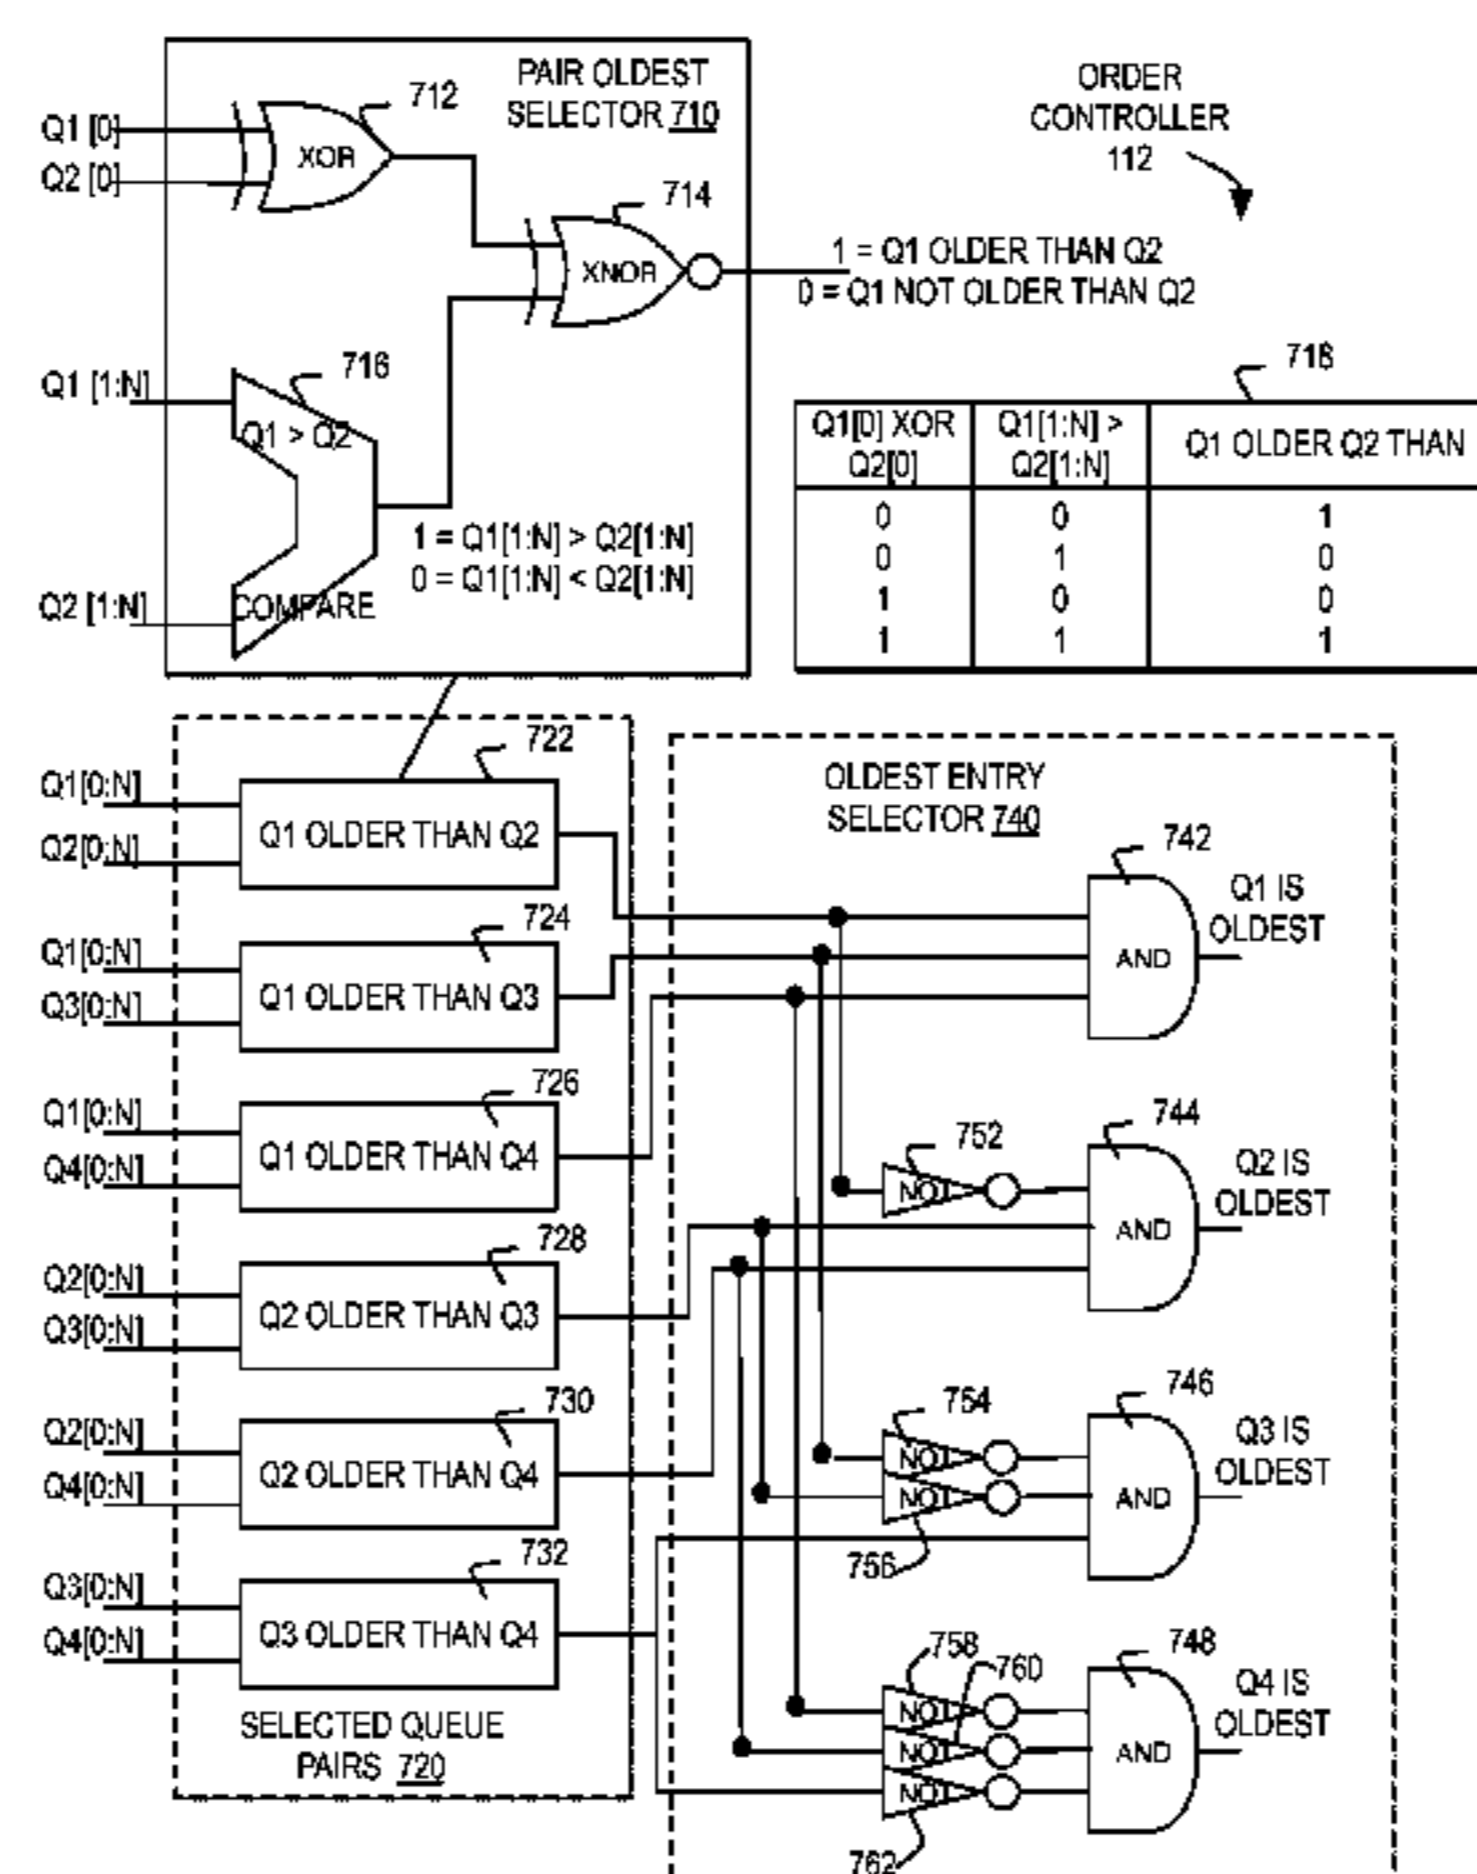 PAIR OLDEST
SELECTOR 710
712
Q1 [0]
Q2 [0]
XOR
714
XNOR
ORDER
CONTROLLER
112
1 = Q1 OLDER THAN Q2
0 = Q1 NOT OLDER THAN Q2
Q1 [1:N]
716
Q1 > Q2
1 = Q1[1:N] > Q2[1:N]
0 = Q1[1:N] < Q2[1:N]
Q2 [1:N]
COMPARE
718
Q1[0] XOR
Q2[0]
Q1[1:N] >
Q2[1:N]
Q1 OLDER Q2 THAN
0 0 1
0 1 0
1 0 0
1 1 1
722
Q1[0:N]
Q2[0:N]
Q1 OLDER THAN Q2
724
Q1[0:N]
Q3[0:N]
Q1 OLDER THAN Q3
726
Q1[0:N]
Q4[0:N]
Q1 OLDER THAN Q4
728
Q2[0:N]
Q3[0:N]
Q2 OLDER THAN Q3
730
Q2[0:N]
Q4[0:N]
Q2 OLDER THAN Q4
732
Q3[0:N]
Q4[0:N]
Q3 OLDER THAN Q4
SELECTED QUEUE
PAIRS 720
OLDEST ENTRY
SELECTOR 740
742
AND
Q1 IS
OLDEST
744
752
NOT
AND
Q2 IS
OLDEST
746
754
NOT
NOT
756
AND
Q3 IS
OLDEST
748
758
760
NOT
NOT
NOT
762
AND
Q4 IS
OLDEST